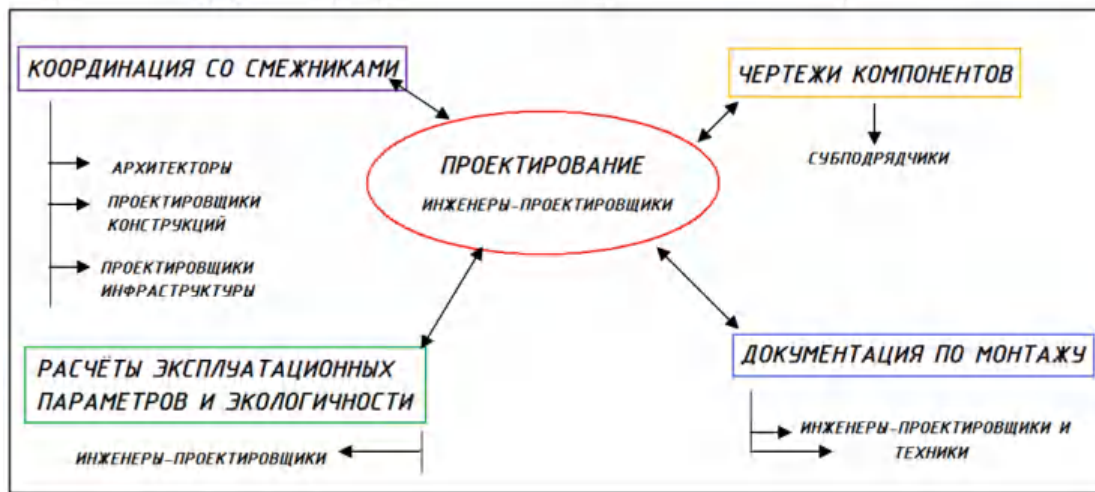 КООРДИНАЦИЯ СО СМЕЖНИКАМИ
АРХИТЕКТОРЫ
ПРОЕКТИРОВЩИКИ
КОНСТРУКЦИЙ
ПРОЕКТИРОВЩИКИ
ИНФРАСТРУКТУРЫ
ПРОЕКТИРОВАНИЕ
ИНЖЕНЕРЫ-ПРОЕКТИРОВЩИКИ
ЧЕРТЕЖИ КОМПОНЕНТОВ
СУБПОДРЯДЧИКИ
РАСЧЁТЫ ЭКСПЛУАТАЦИОННЫХ
ПАРАМЕТРОВ И ЭКОЛОГИЧНОСТИ
ИНЖЕНЕРЫ-ПРОЕКТИРОВЩИКИ
ДОКУМЕНТАЦИЯ ПО МОНТАЖУ
ИНЖЕНЕРЫ-ПРОЕКТИРОВЩИКИ И
ТЕХНИКИ